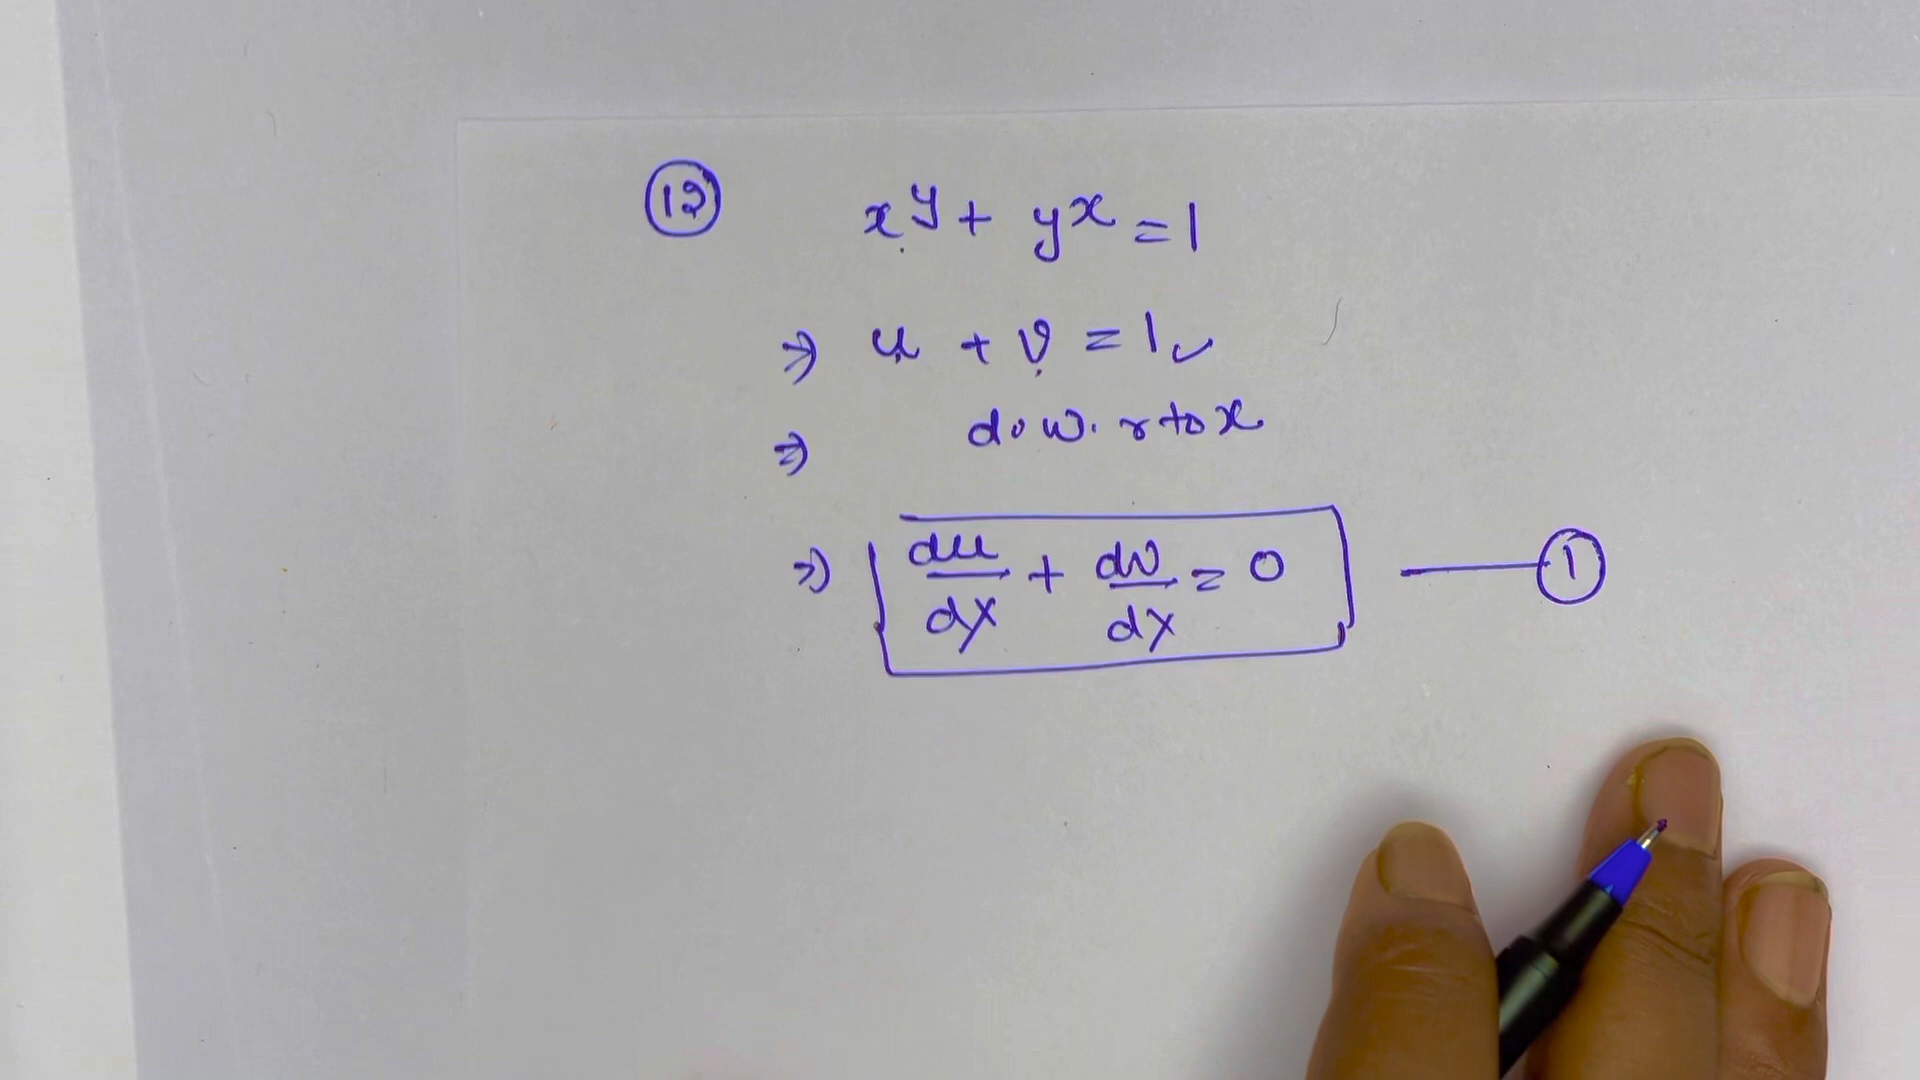 ⑫ x^y + y^x = 1
⇒ u + v = 1 ✓
⇒ d. w. r to x
⇒ du/dx + dv/dx = 0 —— ①